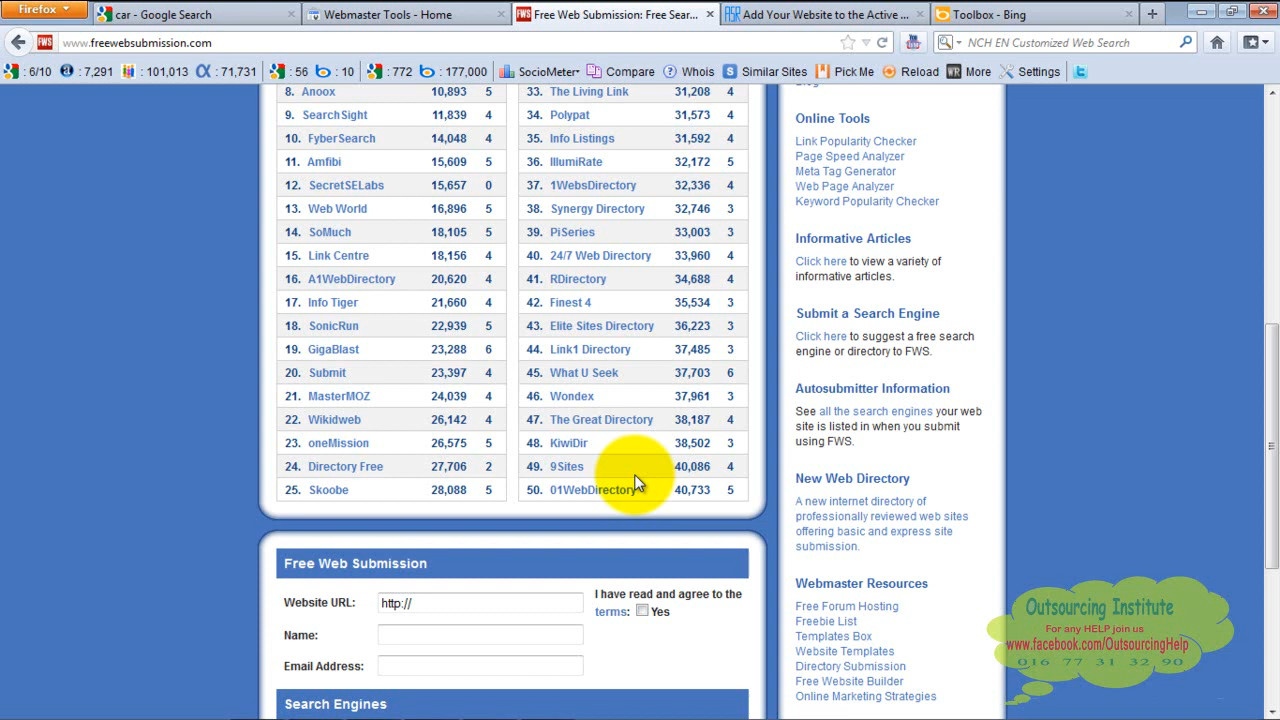 Firefox
car - Google Search
Webmaster Tools - Home
Free Web Submission: Free Sear...
Add Your Website to the Active ...
Toolbox - Bing
www.freewebsubmission.com
NCH EN Customized Web Search
: 6/10 : 7,291 : 101,013 : 71,731 : 56 : 10 : 772 : 177,000 SocioMeter Compare Whois Similar Sites Pick Me Reload More Settings
8. Anoox 10,893 5
9. SearchSight 11,839 4
10. FyberSearch 14,048 4
11. Amfibi 15,609 5
12. SecretSELabs 15,657 0
13. Web World 16,896 5
14. SoMuch 18,105 5
15. Link Centre 18,156 4
16. A1WebDirectory 20,620 4
17. Info Tiger 21,660 4
18. SonicRun 22,939 5
19. GigaBlast 23,288 6
20. Submit 23,397 4
21. MasterMOZ 24,039 4
22. Wikidweb 26,142 4
23. oneMission 26,575 5
24. Directory Free 27,706 2
25. Skoobe 28,088 5
33. The Living Link 31,208 4
34. Polypat 31,573 4
35. Info Listings 31,592 4
36. IllumiRate 32,172 5
37. 1WebsDirectory 32,336 4
38. Synergy Directory 32,746 3
39. PiSeries 33,003 3
40. 24/7 Web Directory 33,960 4
41. RDirectory 34,688 4
42. Finest 4 35,534 3
43. Elite Sites Directory 36,223 3
44. Link1 Directory 37,485 3
45. What U Seek 37,703 6
46. Wondex 37,961 4
47. The Great Directory 38,187 4
48. KiwiDir 38,502 3
49. 9Sites 40,086 4
50. 01WebDirectory 40,733 5
Free Web Submission
Website URL: http://
I have read and agree to the
terms: Yes
Name:
Email Address:
Search Engines
Online Tools
Link Popularity Checker
Page Speed Analyzer
Meta Tag Generator
Web Page Analyzer
Keyword Popularity Checker
Informative Articles
Click here to view a variety of
informative articles.
Submit a Search Engine
Click here to suggest a free search
engine or directory to FWS.
Autosubmitter Information
See all the search engines your web
site is listed in when you submit
using FWS.
New Web Directory
A new internet directory of
professionally reviewed web sites
offering basic and express site
submission.
Webmaster Resources
Free Forum Hosting
Freebie List
Templates Box
Website Templates
Directory Submission
Free Website Builder
Online Marketing Strategies
Outsourcing Institute
For any HELP join us
www.facebook.com/OutsourcingHelp
016 77 31 32 90